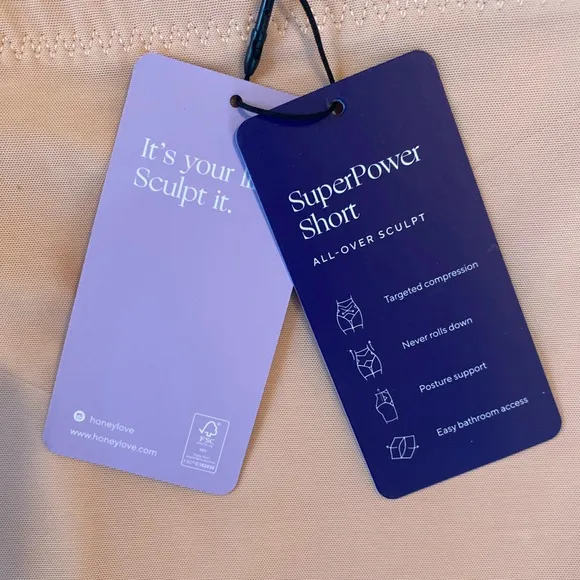 It's your
Sculpt it.
honeylove
www.honeylove.com
FSC
SuperPower
Short
ALL-OVER SCULPT
Targeted compression
Never rolls down
Posture support
Easy bathroom access